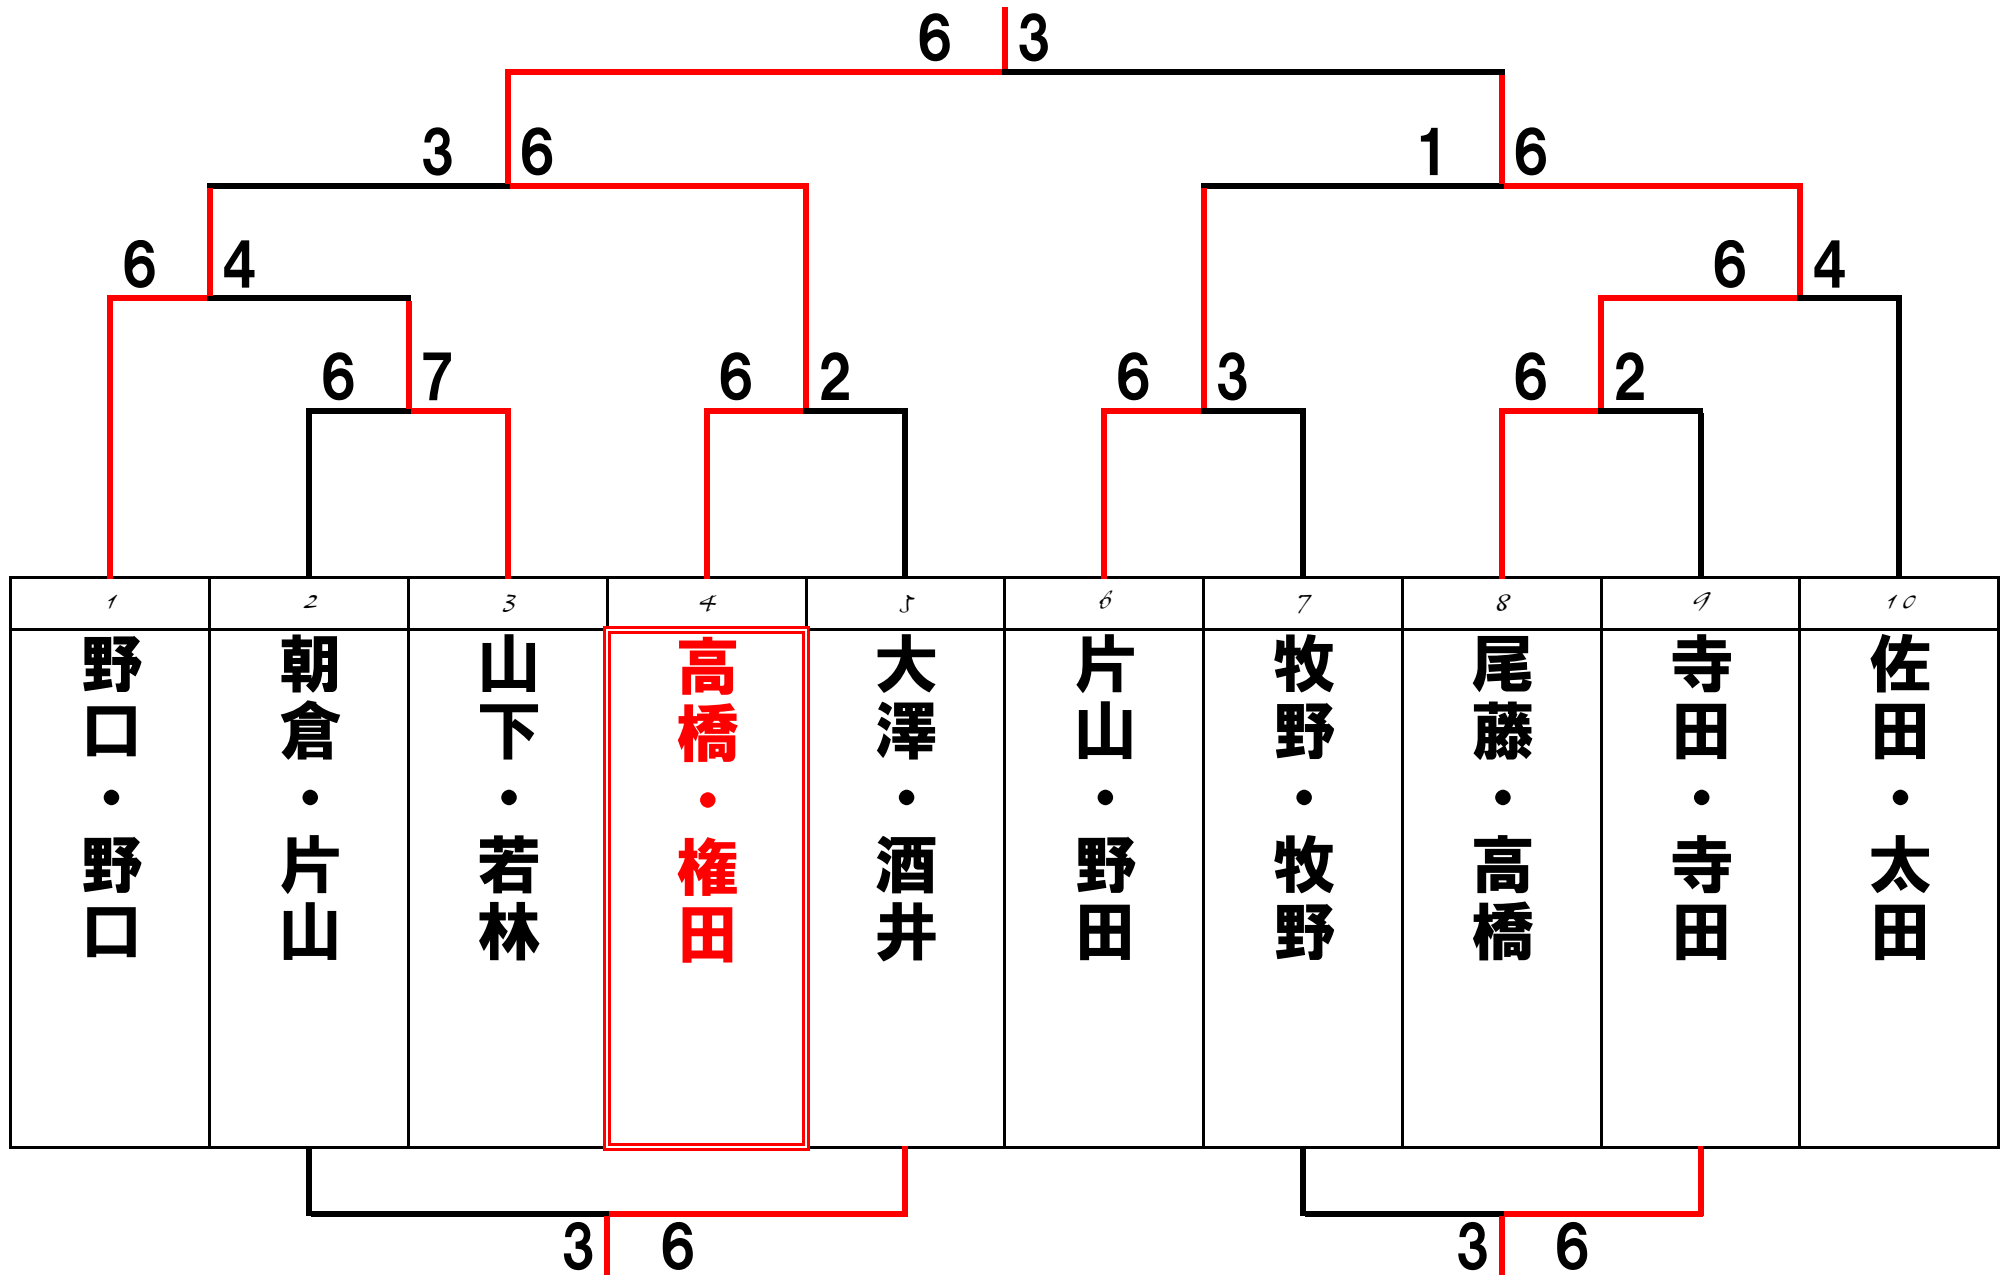 6 3
3 6 1 6
6 4 6 4
6 7 6 2 6 3 6 2
1 2 3 4 5 6 7 8 9 10
野口・野口
朝倉・片山
山下・若林
高橋・権田
大澤・酒井
片山・野田
牧野・牧野
尾藤・高橋
寺田・寺田
佐田・太田
3 6 3 6